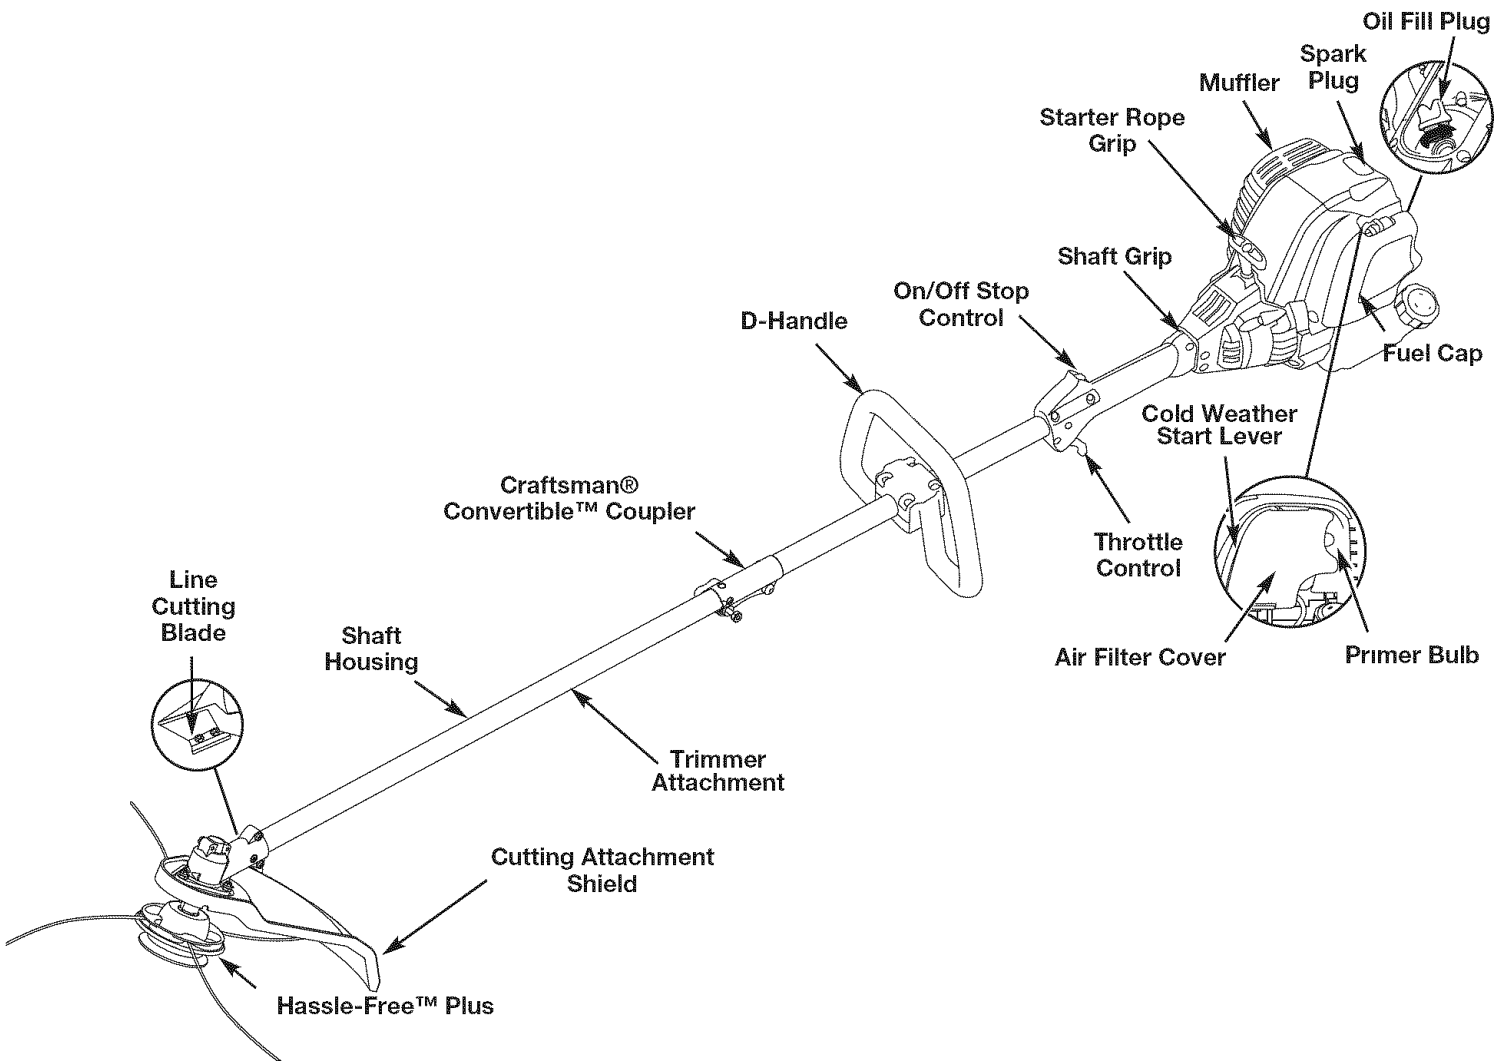 Oil Fill Plug
Spark
Plug
Muffler
Starter Rope
Grip
Shaft Grip
On/Off Stop
Control
D-Handle
Fuel Cap
Cold Weather
Start Lever
Craftsman®
Convertible™ Coupler
Throttle
Control
Line
Cutting
Blade
Shaft
Housing
Air Filter Cover
Prımer Bulb
Trimmer
Attachment
Cutting Attachment
Shield
Hassle-Free™ Plus